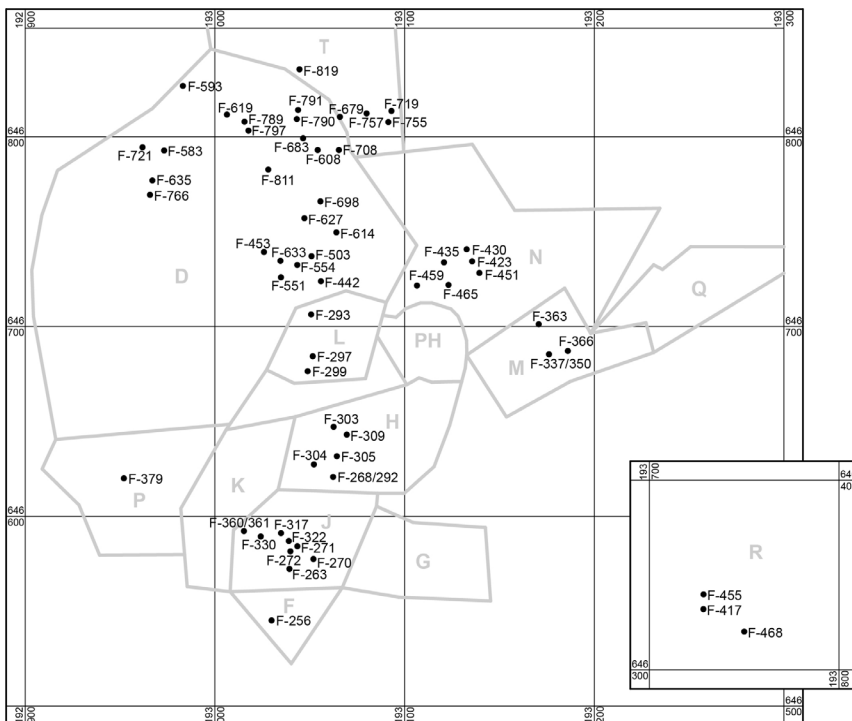 192
900
193
000
193
100
193
200
300
T
F-819
F-593
F-791
F-679
F-719
F-619
F-789
F-790
F-757
F-755
F-797
646
800
F-683
F-721
F-583
F-608
F-708
F-811
F-635
F-766
F-698
F-627
F-614
F-453
F-633
F-503
F-435
F-430
N
D
F-554
F-423
F-551
F-442
F-459
F-451
F-465
Q
F-293
646
700
F-363
L
PH
F-366
F-297
F-337/350
M
F-299
F-303
H
F-309
F-304
F-305
F-379
K
F-268/292
P
193
700
64
40
646
600
F-360/361
F-317
J
F-322
F-330
F-271
F-272
F-270
G
R
F-263
F-455
F-417
F
F-256
F-468
646
300
193
800
192
900
193
000
193
100
193
200
646
500